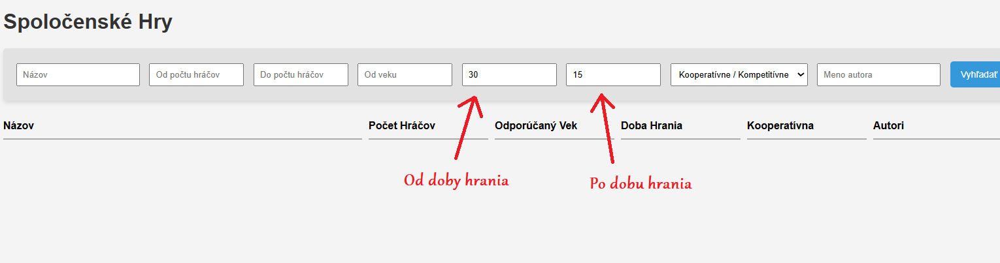 Spoločenské Hry
Názov Od počtu hráčov Do počtu hráčov Od veku 30 15 Kooperatívne / Kompetitívne Meno autora Vyhľadať
Názov Počet Hráčov Odporúčaný Vek Doba Hrania Kooperatívna Autori
Od doby hrania Po dobu hrania